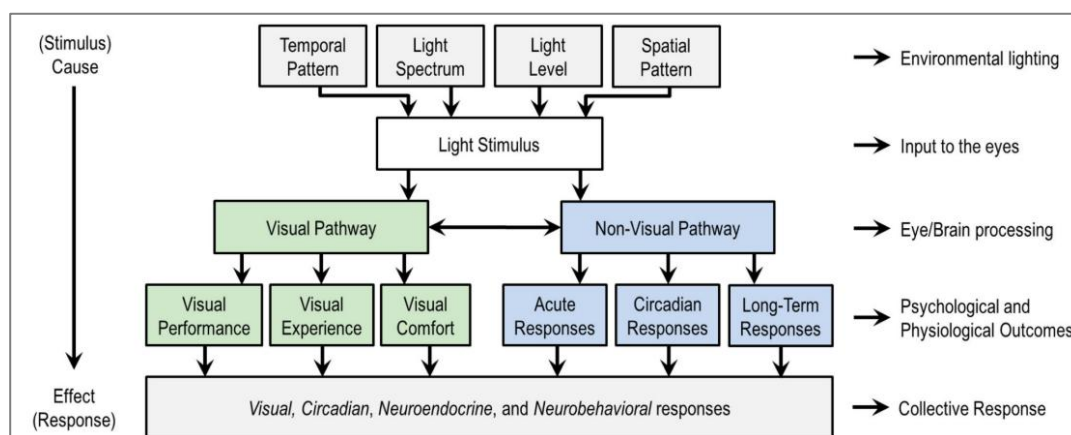 (Stimulus)
Cause
Temporal
Pattern
Light
Spectrum
Light
Level
Spatial
Pattern
Environmental lighting
Light Stimulus
Input to the eyes
Visual Pathway
Non-Visual Pathway
Eye/Brain processing
Visual
Performance
Visual
Experience
Visual
Comfort
Acute
Responses
Circadian
Responses
Long-Term
Responses
Psychological and
Physiological Outcomes
Effect
(Response)
Visual, Circadian, Neuroendocrine, and Neurobehavioral responses
Collective Response